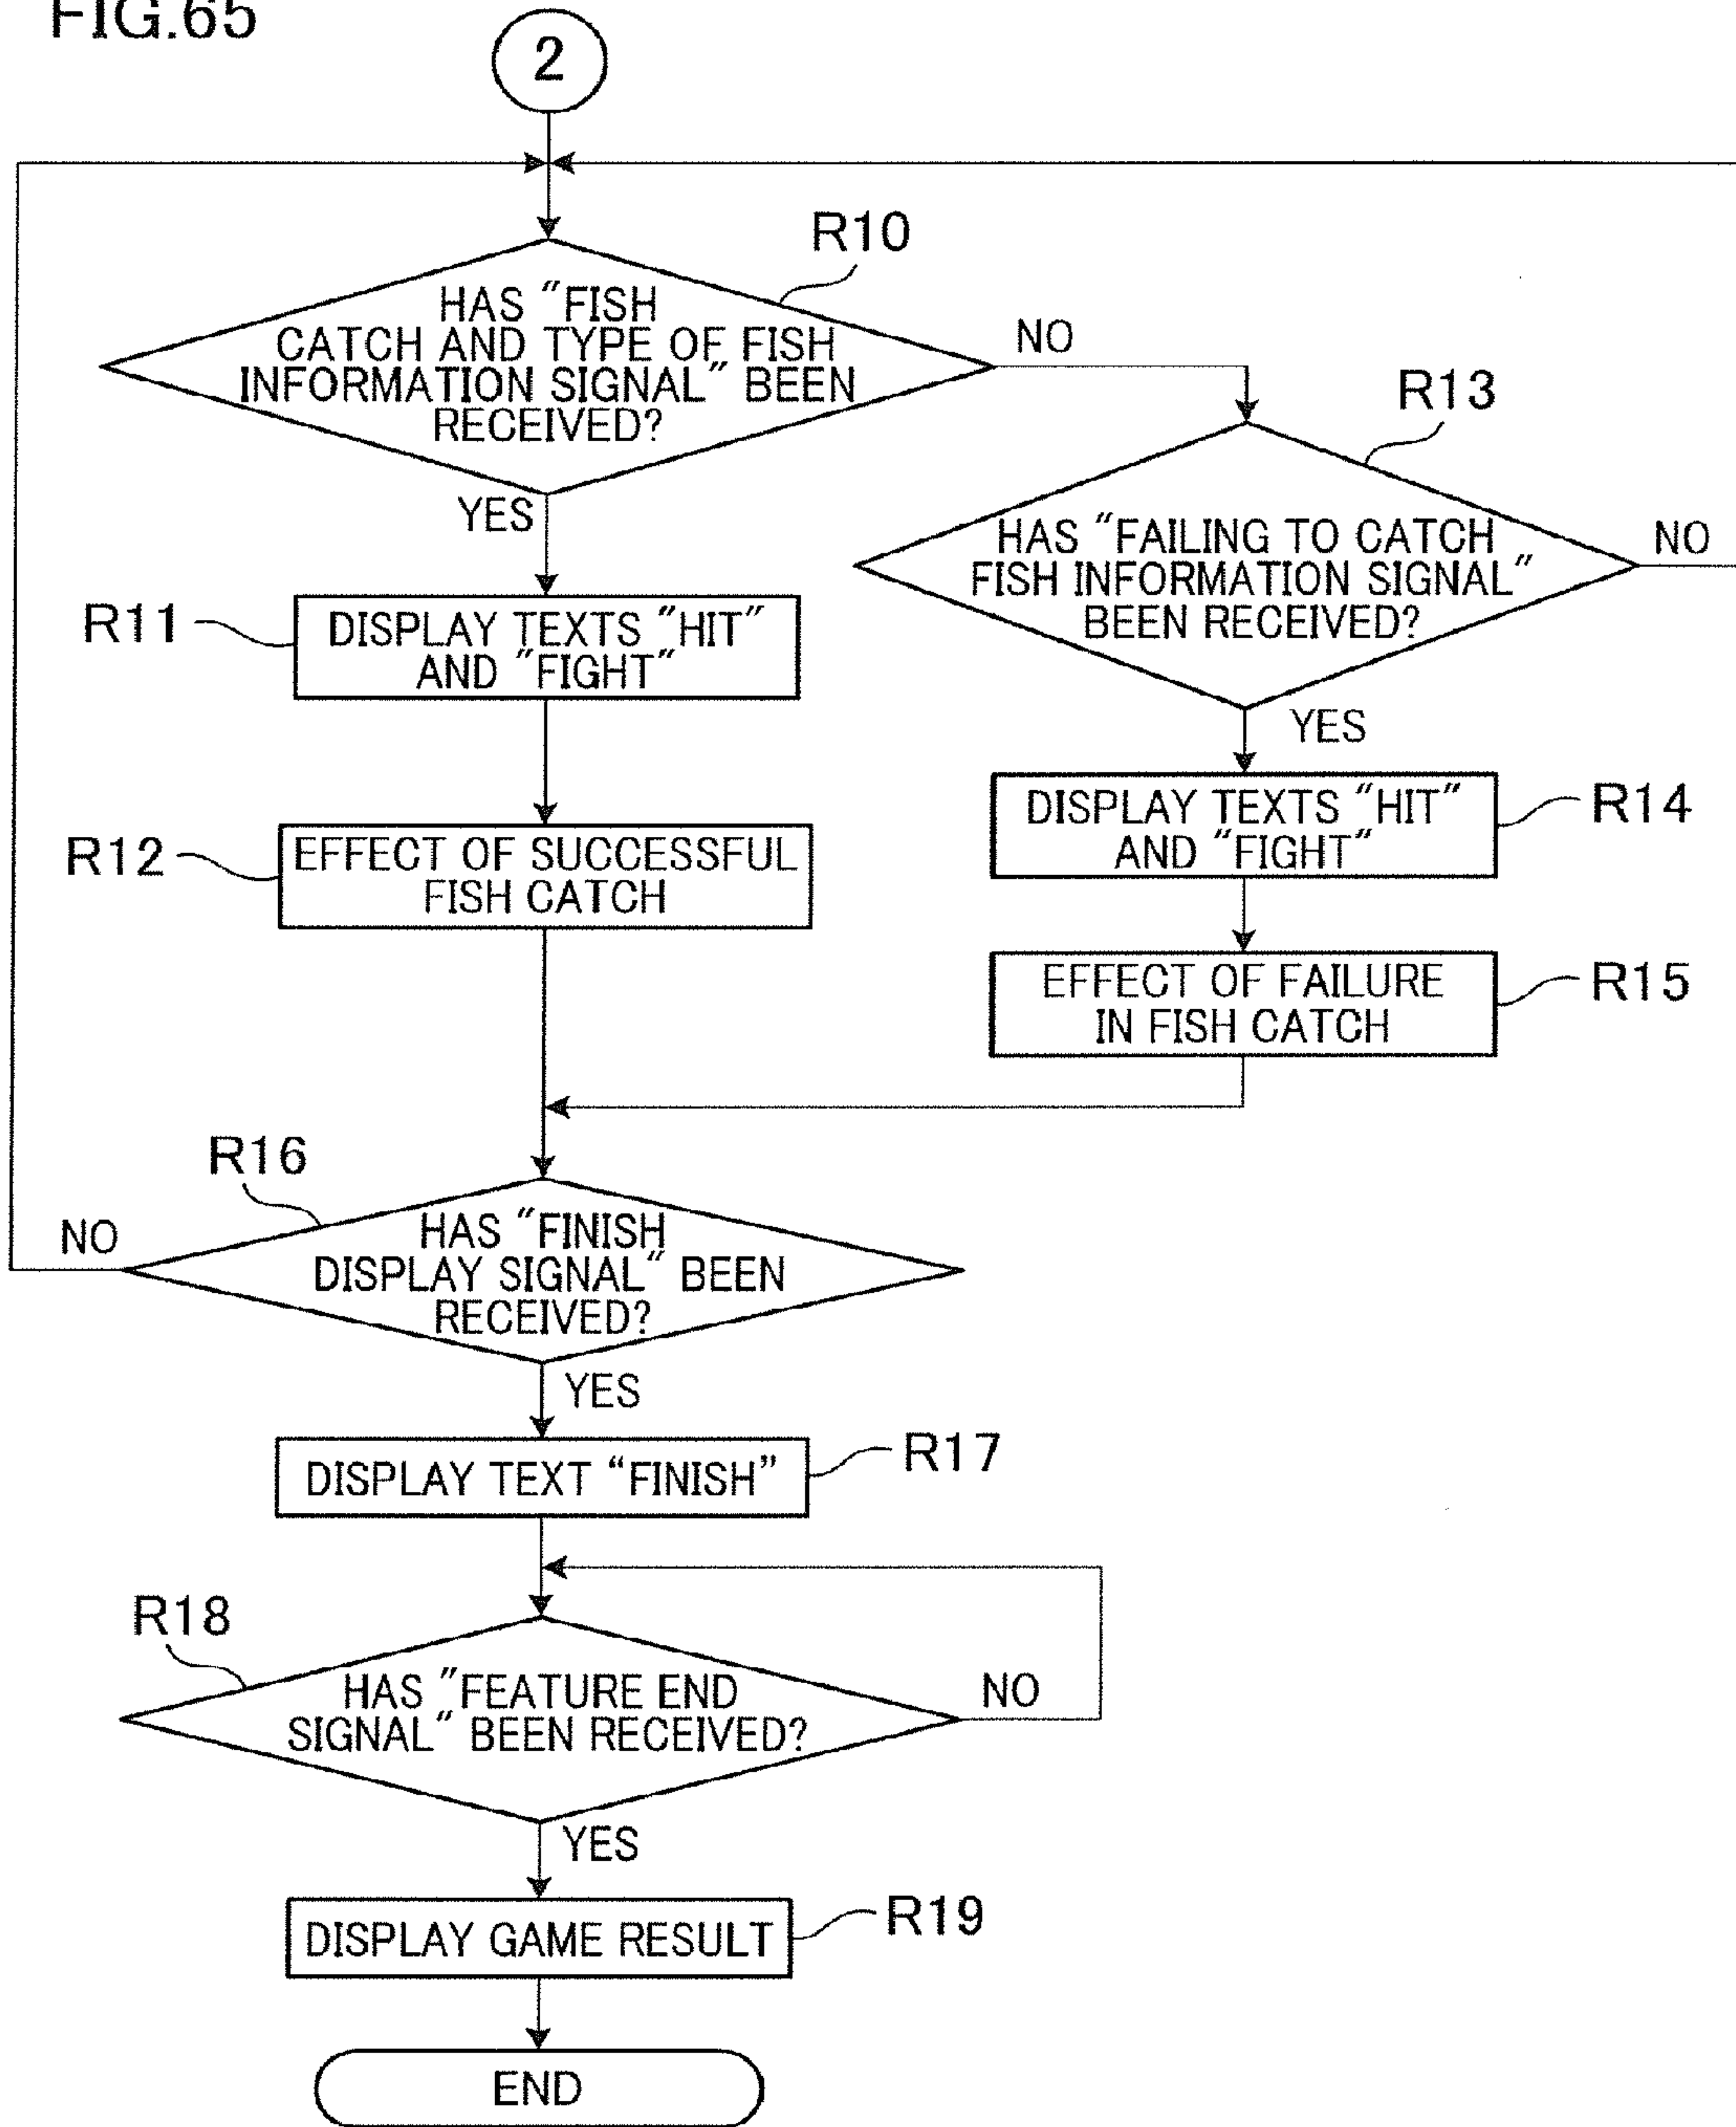 FIG.65
2
R10
HAS "FISH
CATCH AND TYPE OF FISH
INFORMATION SIGNAL" BEEN
RECEIVED?
NO
YES
R13
HAS "FAILING TO CATCH
FISH INFORMATION SIGNAL"
BEEN RECEIVED?
NO
YES
R11
DISPLAY TEXTS "HIT"
AND "FIGHT"
R14
DISPLAY TEXTS "HIT"
AND "FIGHT"
R12
EFFECT OF SUCCESSFUL
FISH CATCH
R15
EFFECT OF FAILURE
IN FISH CATCH
R16
NO
HAS "FINISH
DISPLAY SIGNAL" BEEN
RECEIVED?
YES
R17
DISPLAY TEXT “FINISH”
R18
HAS "FEATURE END
SIGNAL" BEEN RECEIVED?
NO
YES
R19
DISPLAY GAME RESULT
END